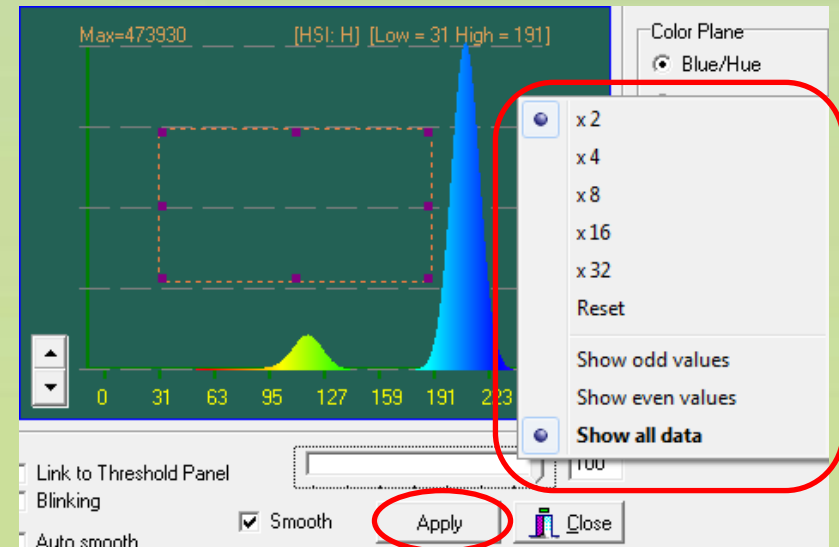 Max=473930 [HSI: H] [Low = 31 High = 191]
Color Plane
Blue/Hue
x 2
x 4
x 8
x 16
x 32
Reset
Show odd values
Show even values
Show all data
0 31 63 95 127 159 191 223
Link to Threshold Panel
100
Blinking
Smooth
Apply
Close
Auto smooth